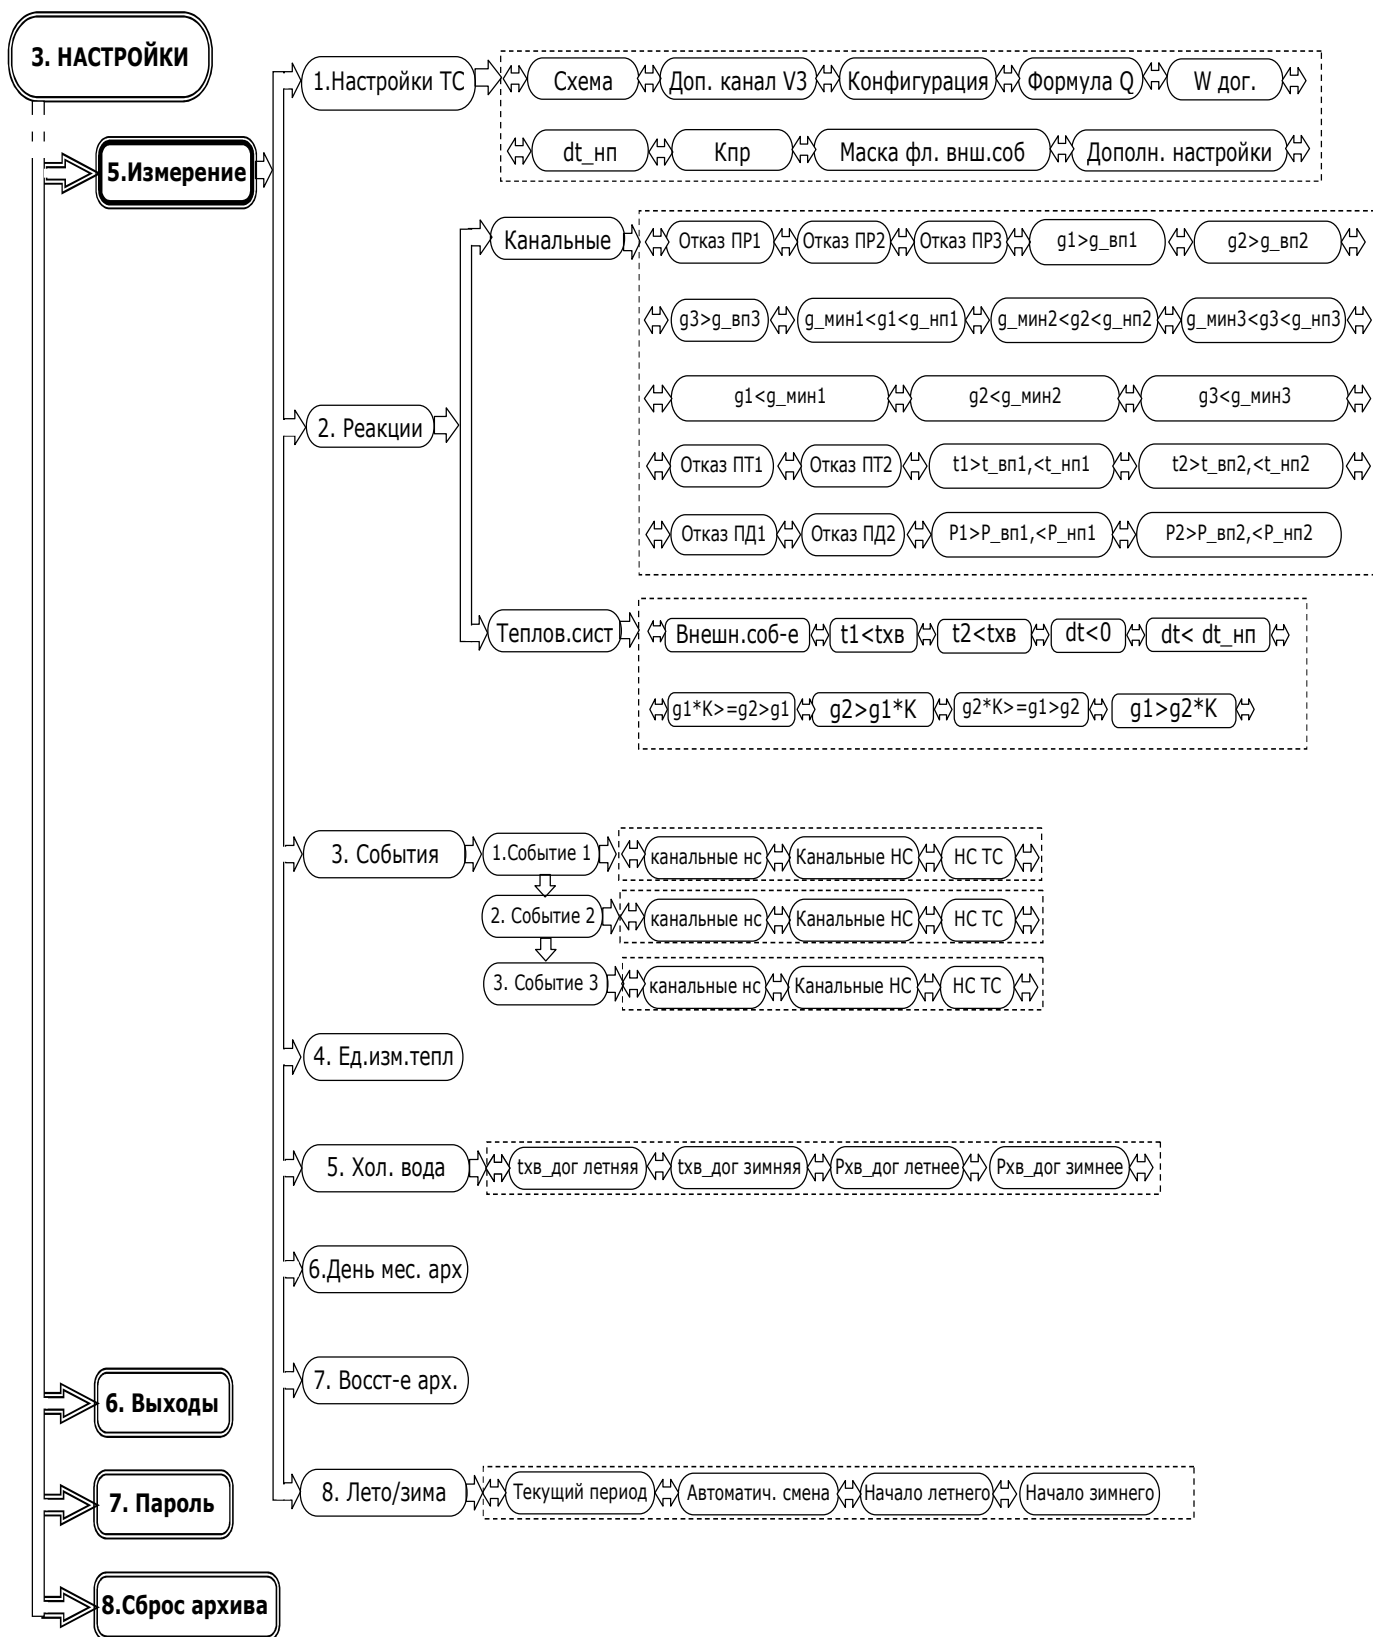 3. НАСТРОЙКИ
5.Измерение
1.Настройки ТС
Схема
Доп. канал V3
Конфигурация
Формула Q
W дог.
dt_нп
Кпр
Маска фл. внш.соб
Дополн. настройки
2. Реакции
Канальные
Отказ ПР1
Отказ ПР2
Отказ ПР3
g1>g_вп1
g2>g_вп2
g3>g_вп3
g_мин1<g1<g_нп1
g_мин2<g2<g_нп2
g_мин3<g3<g_нп3
g1<g_мин1
g2<g_мин2
g3<g_мин3
Отказ ПТ1
Отказ ПТ2
t1>t_вп1,<t_нп1
t2>t_вп2,<t_нп2
Отказ ПД1
Отказ ПД2
P1>P_вп1,<P_нп1
P2>P_вп2,<P_нп2
Теплов.сист
Внешн.соб-е
t1<tхв
t2<tхв
dt<0
dt< dt_нп
g1*K>=g2>g1
g2>g1*K
g2*K>=g1>g2
g1>g2*K
3. События
1.Событие 1
канальные нс
Канальные НС
НС ТС
2. Событие 2
канальные нс
Канальные НС
НС ТС
3. Событие 3
канальные нс
Канальные НС
НС ТС
4. Ед.изм.тепл
5. Хол. вода
tхв_дог летняя
tхв_дог зимняя
Рхв_дог летнее
Рхв_дог зимнее
6.День мес. арх
7. Восст-е арх.
8. Лето/зима
Текущий период
Автоматич. смена
Начало летнего
Начало зимнего
6. Выходы
7. Пароль
8.Сброс архива